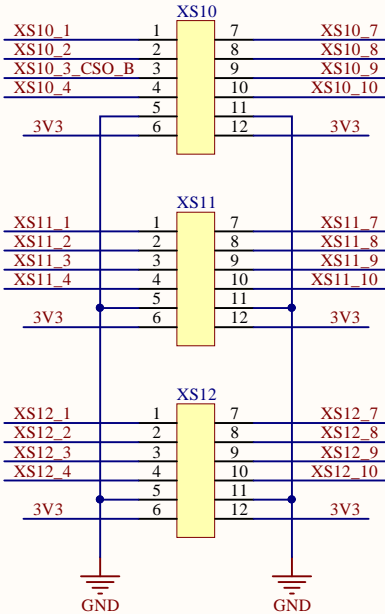 XS10
XS10_1 1 7 XS10_7
XS10_2 2 8 XS10_8
XS10_3_CSO_B 3 9 XS10_9
XS10_4 4 10 XS10_10
5 11
3V3 6 12 3V3
XS11
XS11_1 1 7 XS11_7
XS11_2 2 8 XS11_8
XS11_3 3 9 XS11_9
XS11_4 4 10 XS11_10
5 11
3V3 6 12 3V3
XS12
XS12_1 1 7 XS12_7
XS12_2 2 8 XS12_8
XS12_3 3 9 XS12_9
XS12_4 4 10 XS12_10
5 11
3V3 6 12 3V3
GND GND